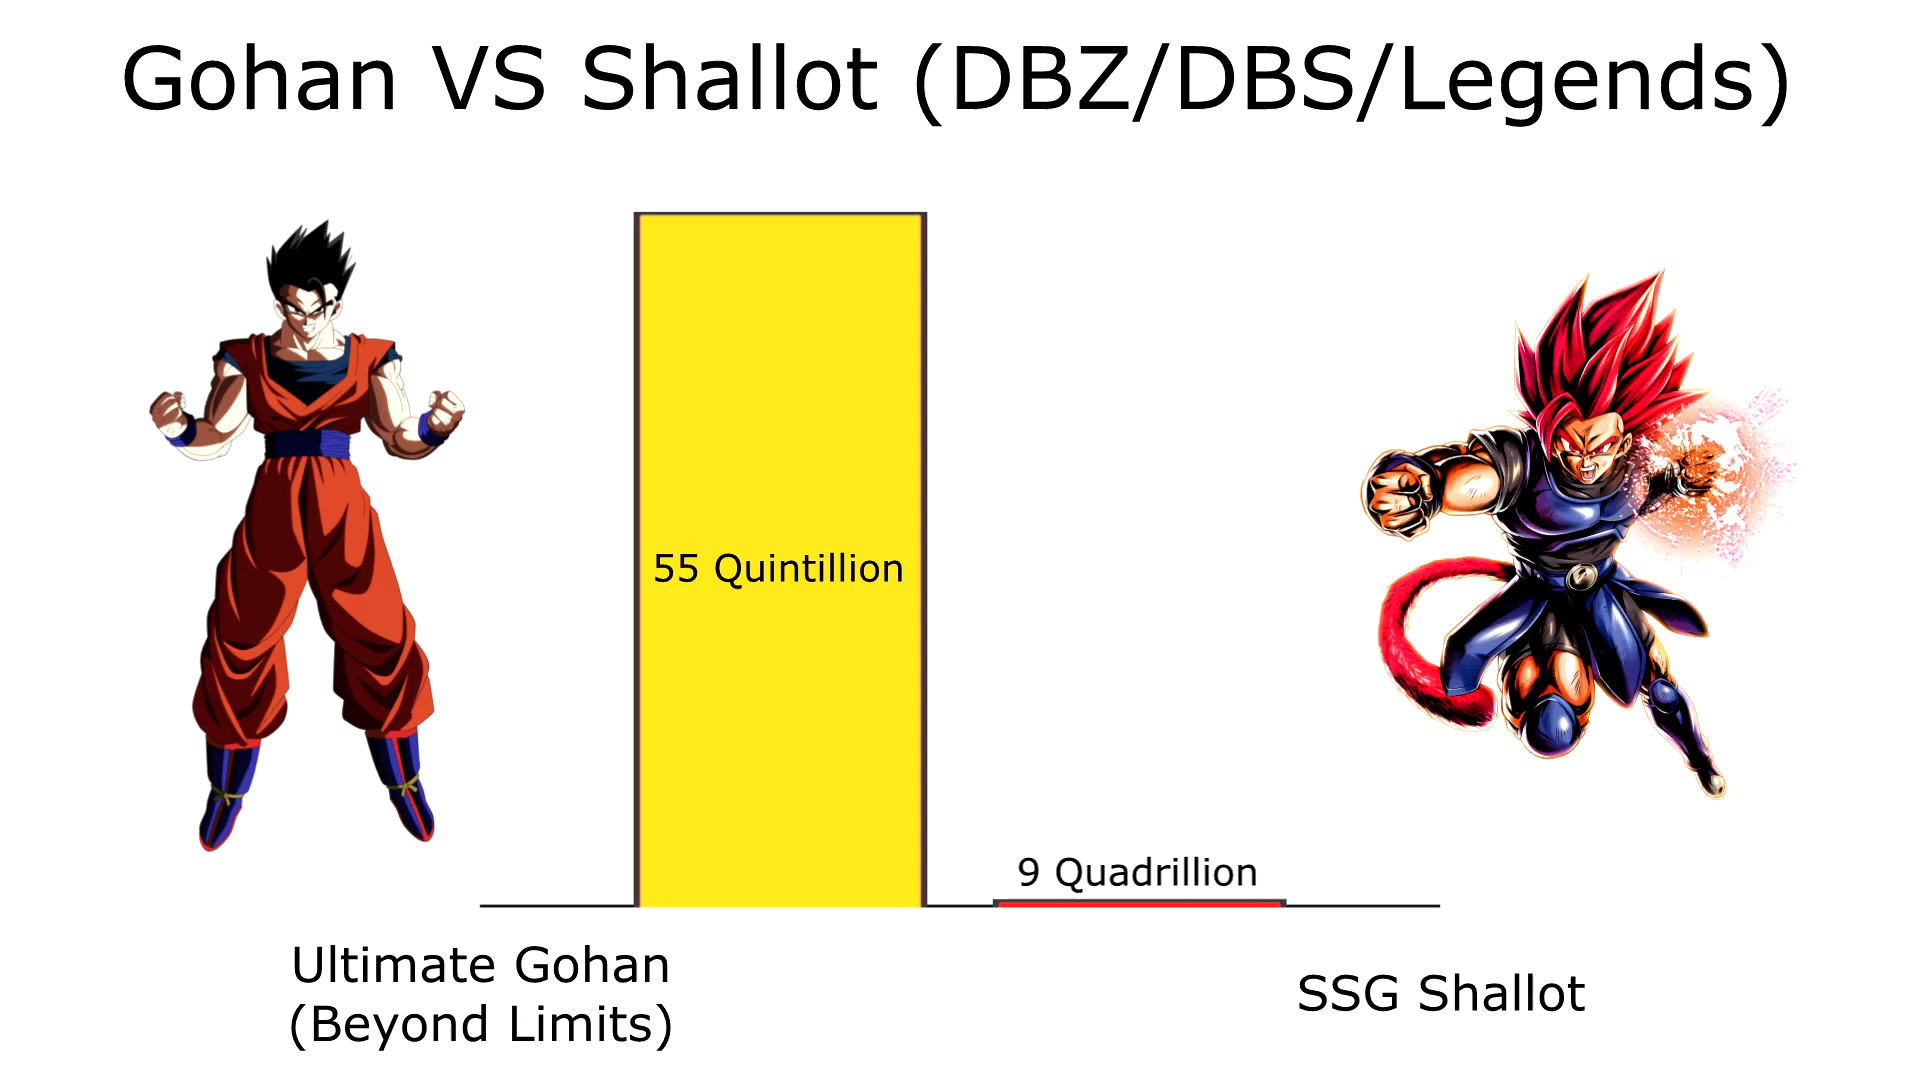 Gohan VS Shallot (DBZ/DBS/Legends)
55 Quintillion
9 Quadrillion
Ultimate Gohan
(Beyond Limits)
SSG Shallot